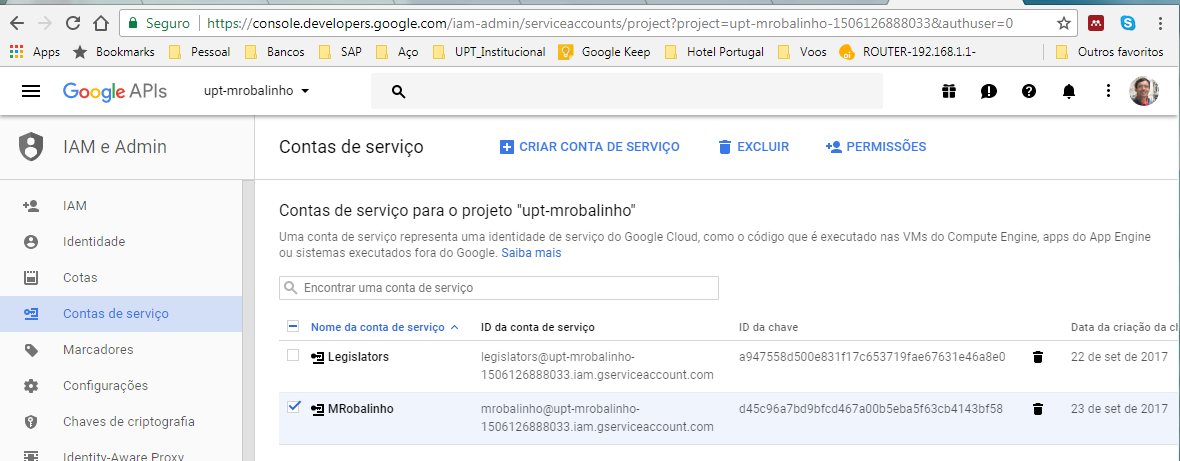 Seguro
https://console.developers.google.com/iam-admin/serviceaccounts/project?project=upt-mrobalinho-1506126888033&authuser=0
Apps
Bookmarks
Pessoal
Bancos
SAP
Aço
UPT_Institucional
Google Keep
Hotel Portugal
Voos
ROUTER-192.168.1.1-
Outros favoritos
Google APIs
upt-mrobalinho
IAM e Admin
Contas de serviço
CRIAR CONTA DE SERVIÇO
EXCLUIR
PERMISSÕES
IAM
Identidade
Cotas
Contas de serviço
Marcadores
Configurações
Chaves de criptografia
Identity-Aware Proxy
Contas de serviço para o projeto "upt-mrobalinho"
Uma conta de serviço representa uma identidade de serviço do Google Cloud, como o código que é executado nas VMs do Compute Engine, apps do App Engine
ou sistemas executados fora do Google. Saiba mais
Encontrar uma conta de serviço
Nome da conta de serviço
ID da conta de serviço
ID da chave
Data da criação da cl
Legislators
legislators@upt-mrobalinho-
1506126888033.iam.gserviceaccount.com
a947558d500e831f17c653719fae67631e46a8e0
22 de set de 2017
MRobalinho
mrobalinho@upt-mrobalinho-
1506126888033.iam.gserviceaccount.com
d45c96a7bd9bfcd467a00b5eba5f63cb4143bf58
23 de set de 2017